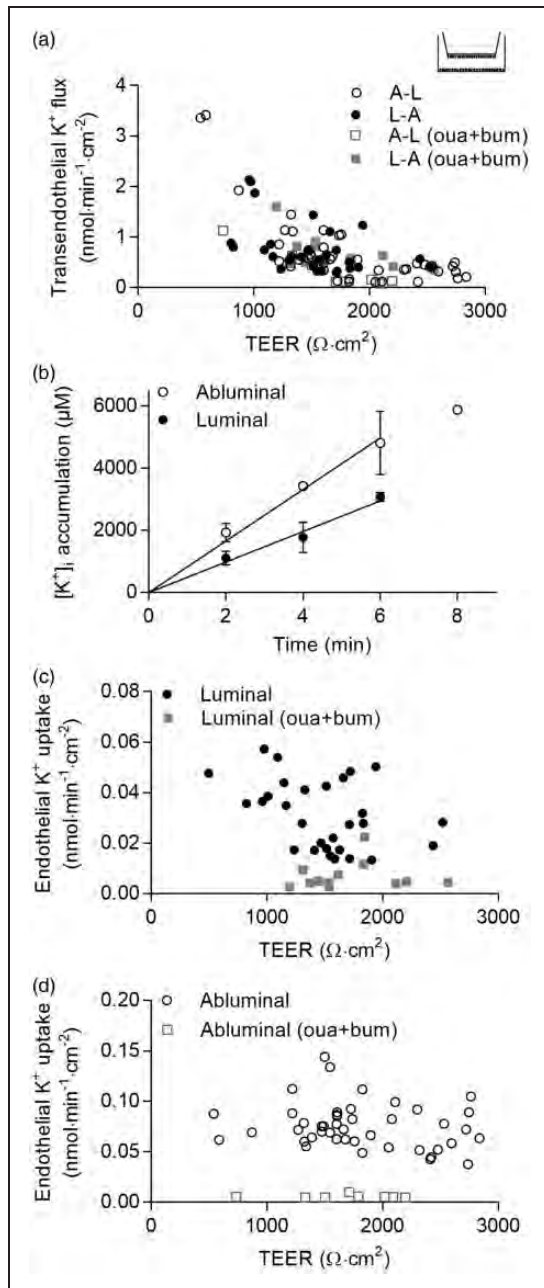 (a)
Transendothelial K⁺ flux
(nmol·min⁻¹·cm⁻²)
4
3
2
1
0
A-L
L-A
A-L (oua+bum)
L-A (oua+bum)
1000
2000
3000
TEER (Ω·cm²)
(b)
[K⁺]ᵢ accumulation (µM)
6000
4000
2000
0
Abluminal
Luminal
0
2
4
6
8
Time (min)
(c)
Endothelial K⁺ uptake
(nmol·min⁻¹·cm⁻²)
0.08
0.06
0.04
0.02
0.00
Luminal
Luminal (oua+bum)
0
1000
2000
3000
TEER (Ω·cm²)
(d)
Endothelial K⁺ uptake
(nmol·min⁻¹·cm⁻²)
0.20
0.15
0.10
0.05
0.00
Abluminal
Abluminal (oua+bum)
0
1000
2000
3000
TEER (Ω·cm²)